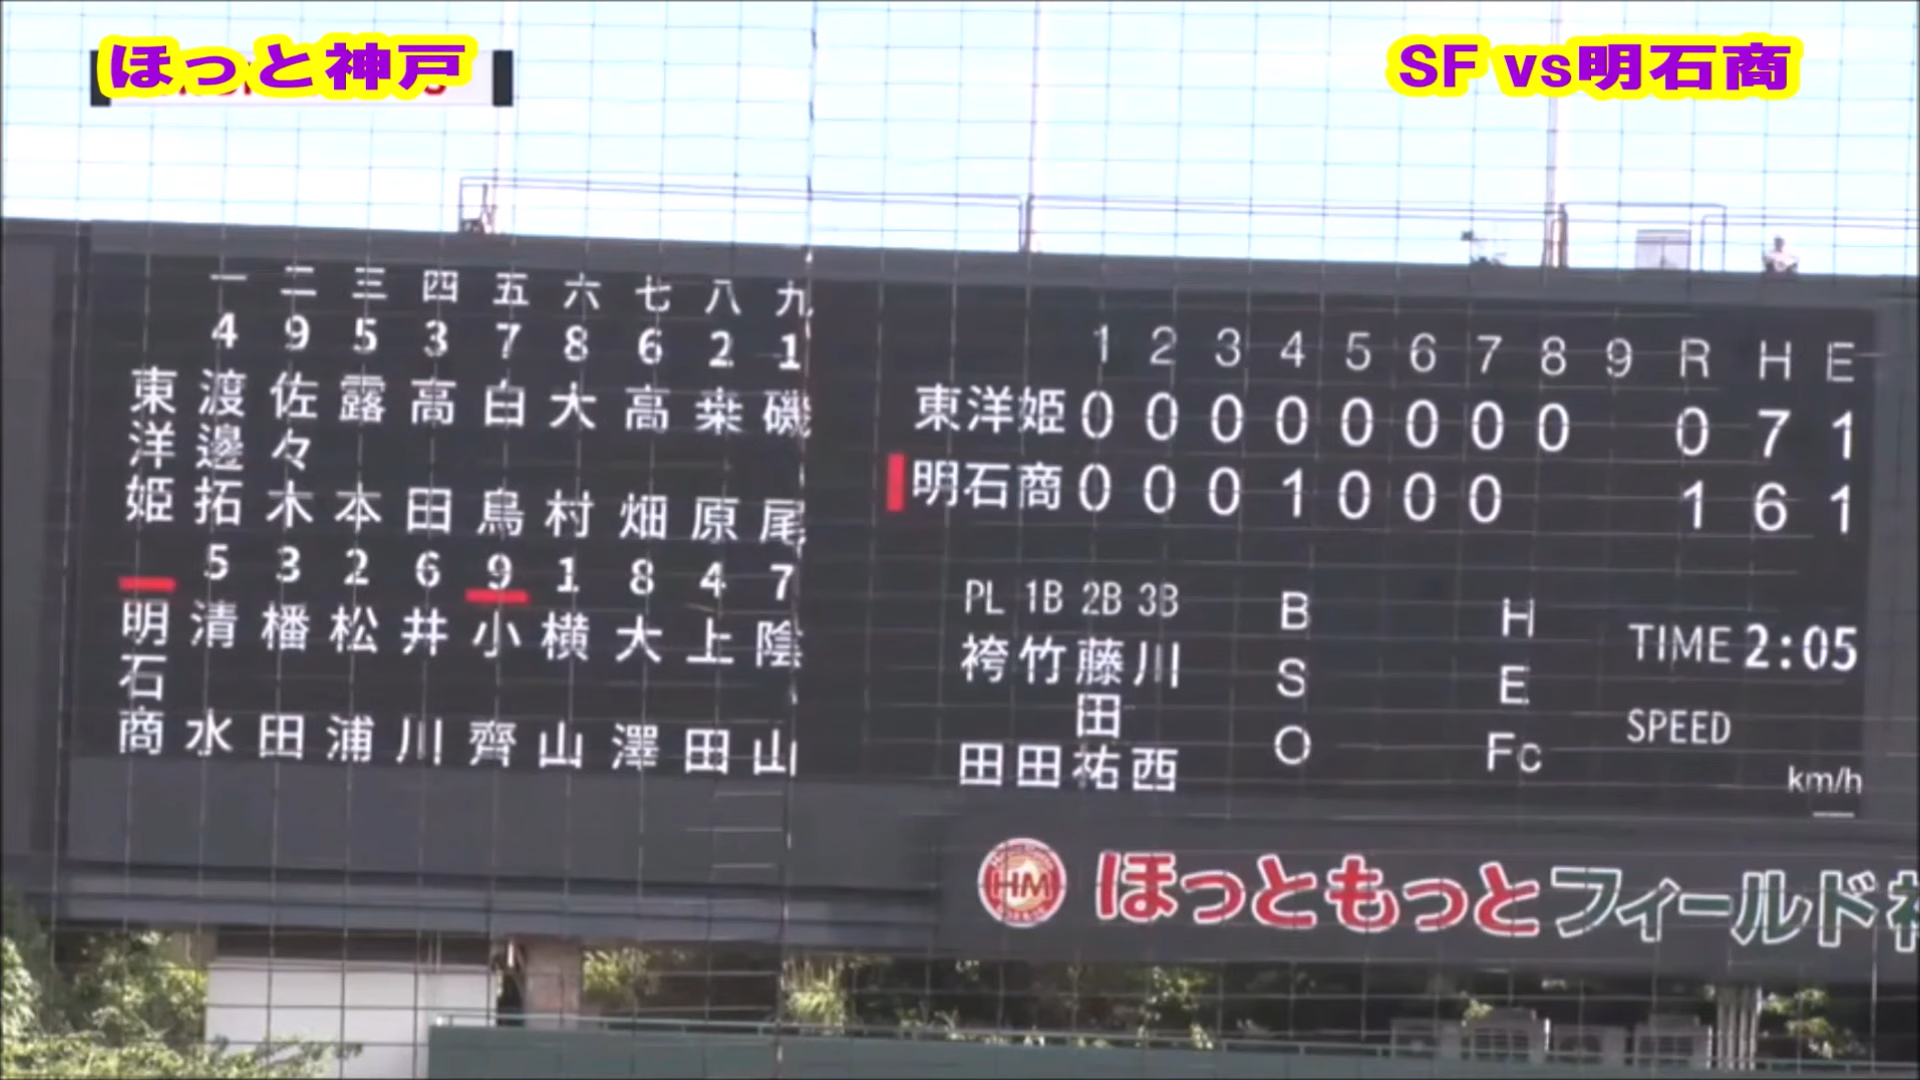 ほっと神戸
SF vs明石商
一 二 三 四 五 六 七 八 九
4 9 5 3 7 8 6 2 1
東洋姫 渡邊拓 佐々木 露本 高田 白鳥 大村 高畑 桒原 磯尾
5 3 2 6 9 1 8 4 7
明石商 清水 橎田 松浦 井川 小齊 横山 大澤 上田 陰山
1 2 3 4 5 6 7 8 9 R H E
東洋姫 0 0 0 0 0 0 0 0 0 7 1
明石商 0 0 0 1 0 0 0 1 6 1
PL 1B 2B 3B
袴田 竹田 藤田祐 川西
B
S
O
H
E
Fc
TIME 2:05
SPEED
km/h
HM
ほっともっとフィールド